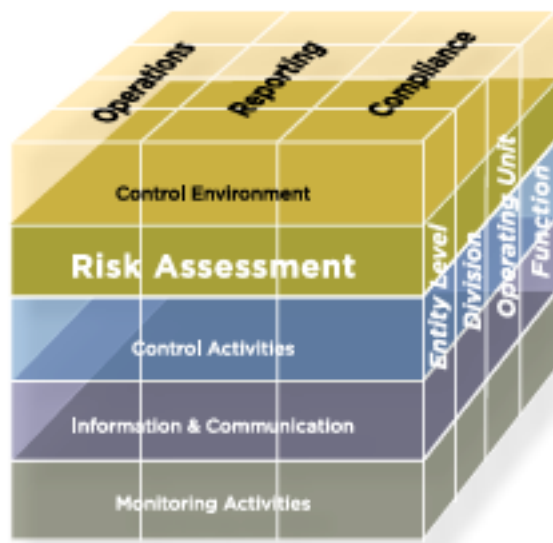 Operations
Reporting
Compliance
Control Environment
Risk Assessment
Control Activities
Information & Communication
Monitoring Activities
Entity Level
Division
Operating Unit
Function